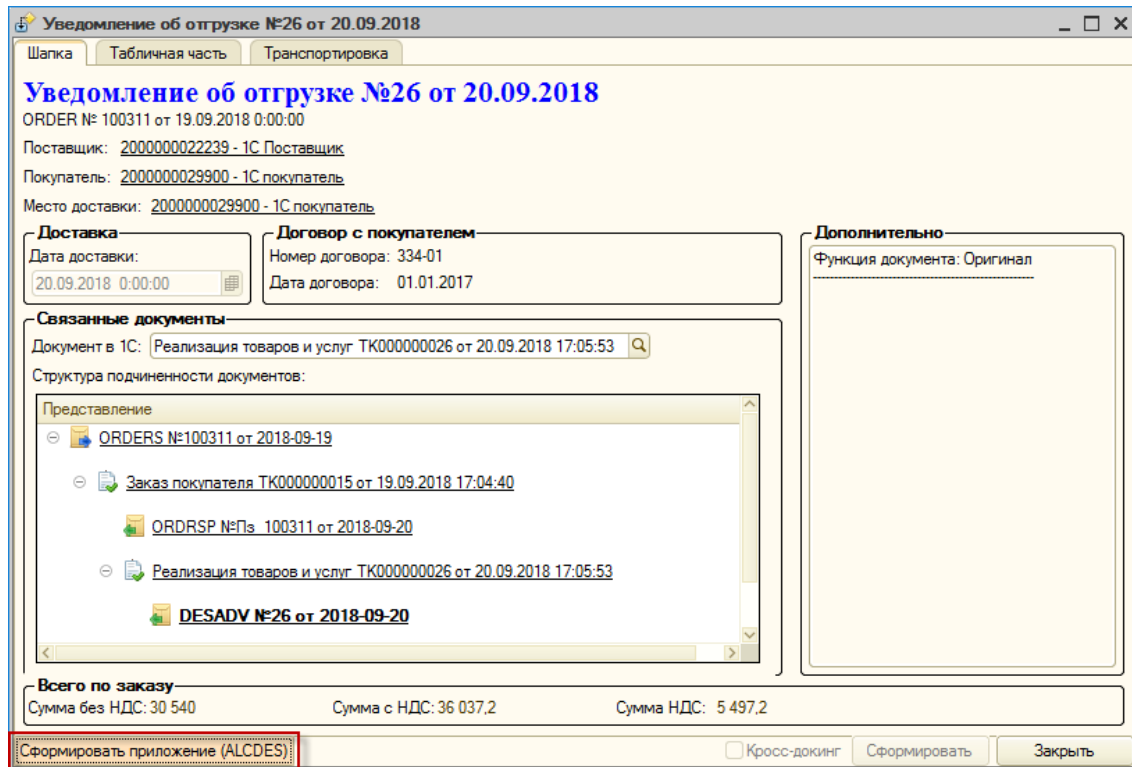 Уведомление об отгрузке №26 от 20.09.2018
Шапка Табличная часть Транспортировка
Уведомление об отгрузке №26 от 20.09.2018
ORDER № 100311 от 19.09.2018 0:00:00
Поставщик: 2000000022239 - 1С Поставщик
Покупатель: 2000000029900 - 1С покупатель
Место доставки: 2000000029900 - 1С покупатель
Доставка
Дата доставки:
20.09.2018 0:00:00
Договор с покупателем
Номер договора: 334-01
Дата договора: 01.01.2017
Дополнительно
Функция документа: Оригинал
--------------------------------------------------
Связанные документы
Документ в 1С: Реализация товаров и услуг ТК000000026 от 20.09.2018 17:05:53
Структура подчиненности документов:
Представление
ORDERS №100311 от 2018-09-19
Заказ покупателя ТК000000015 от 19.09.2018 17:04:40
ORDRSP №Пз_100311 от 2018-09-20
Реализация товаров и услуг ТК000000026 от 20.09.2018 17:05:53
DESADV №26 от 2018-09-20
Всего по заказу
Сумма без НДС: 30 540 Сумма с НДС: 36 037,2 Сумма НДС: 5 497,2
Сформировать приложение (ALCDES) Кросс-докинг Сформировать Закрыть